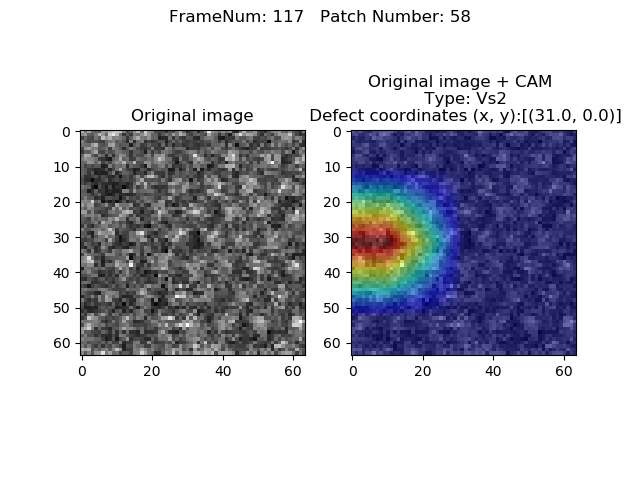 FrameNum: 117   Patch Number: 58
Original image
Original image + CAM
Type: Vs2
Defect coordinates (x, y):[(31.0, 0.0)]
0
10
20
30
40
50
60
0 20 40 60
0
10
20
30
40
50
60
0 20 40 60